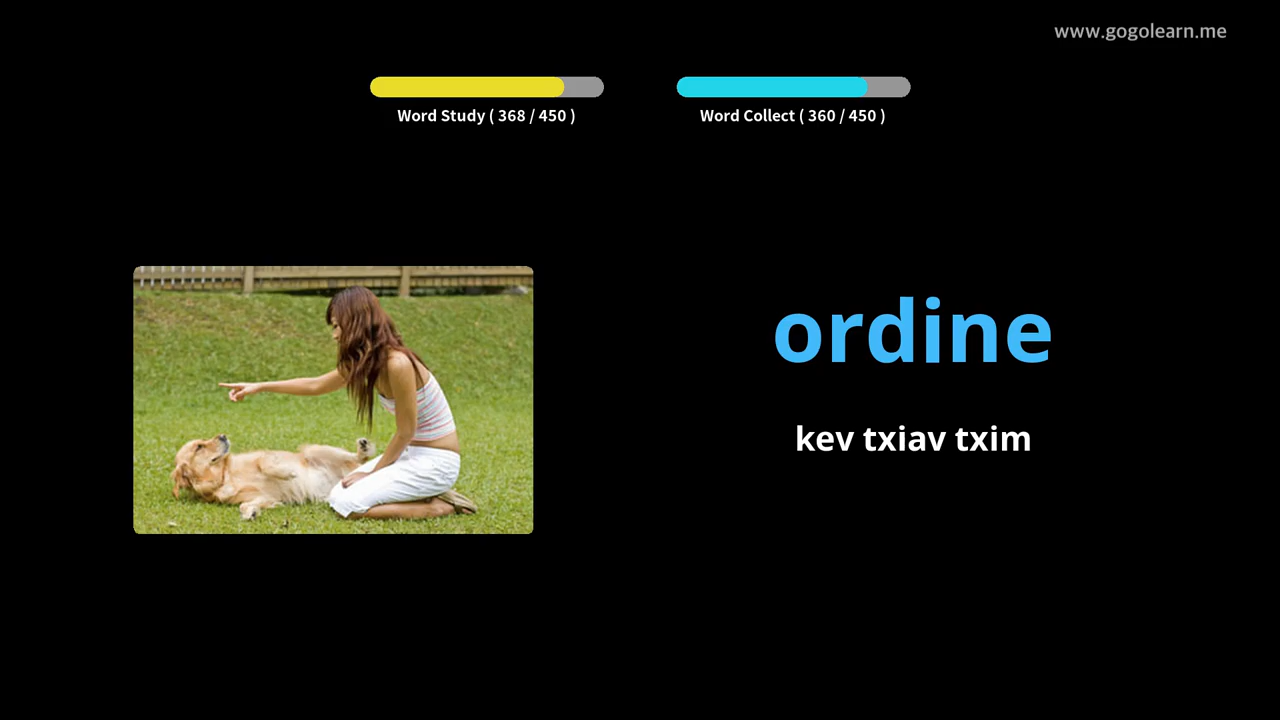 www.gogolearn.me
Word Study ( 368 / 450 )
Word Collect ( 360 / 450 )
ordine
kev txiav txim